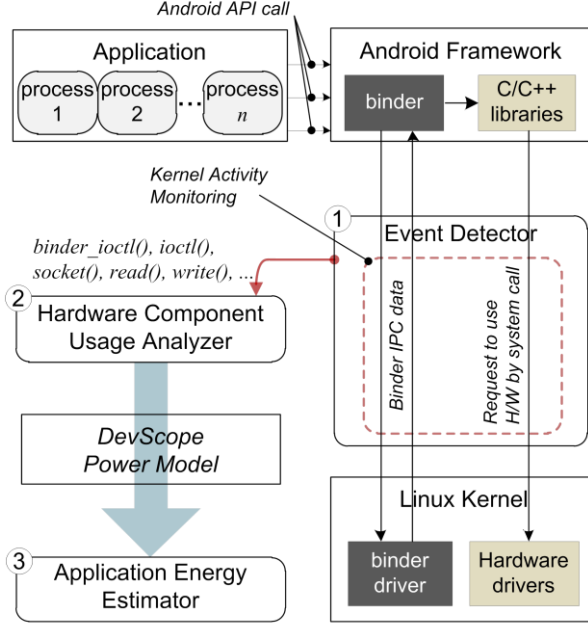 Android API call
Application
process
1
process
2
...
process
n
Android Framework
binder
C/C++
libraries
Kernel Activity
Monitoring
1
Event Detector
binder_ioctl(), ioctl(),
socket(), read(), write(), ...
2
Hardware Component
Usage Analyzer
Binder IPC data
Request to use
H/W by system call
DevScope
Power Model
Linux Kernel
binder
driver
Hardware
drivers
3
Application Energy
Estimator